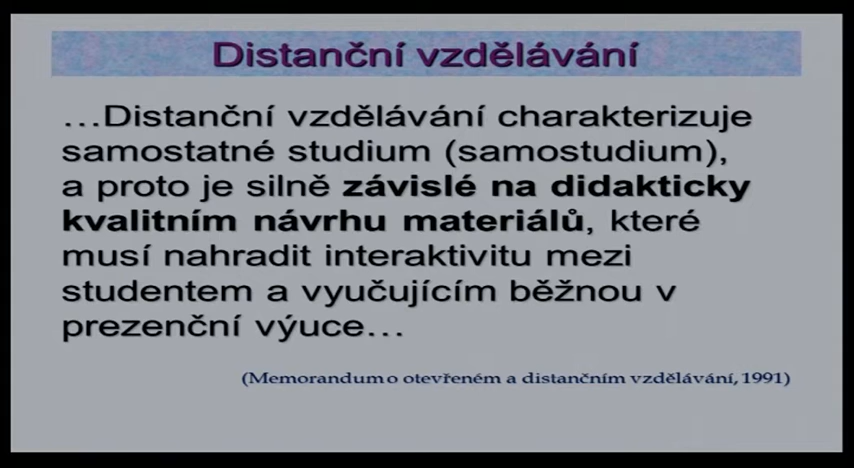 Distanční vzdělávání
…Distanční vzdělávání charakterizuje
samostatné studium (samostudium),
a proto je silně závislé na didakticky
kvalitním návrhu materiálů, které
musí nahradit interaktivitu mezi
studentem a vyučujícím běžnou v
prezenční výuce…
(Memorandum o otevřeném a distančním vzdělávání, 1991)